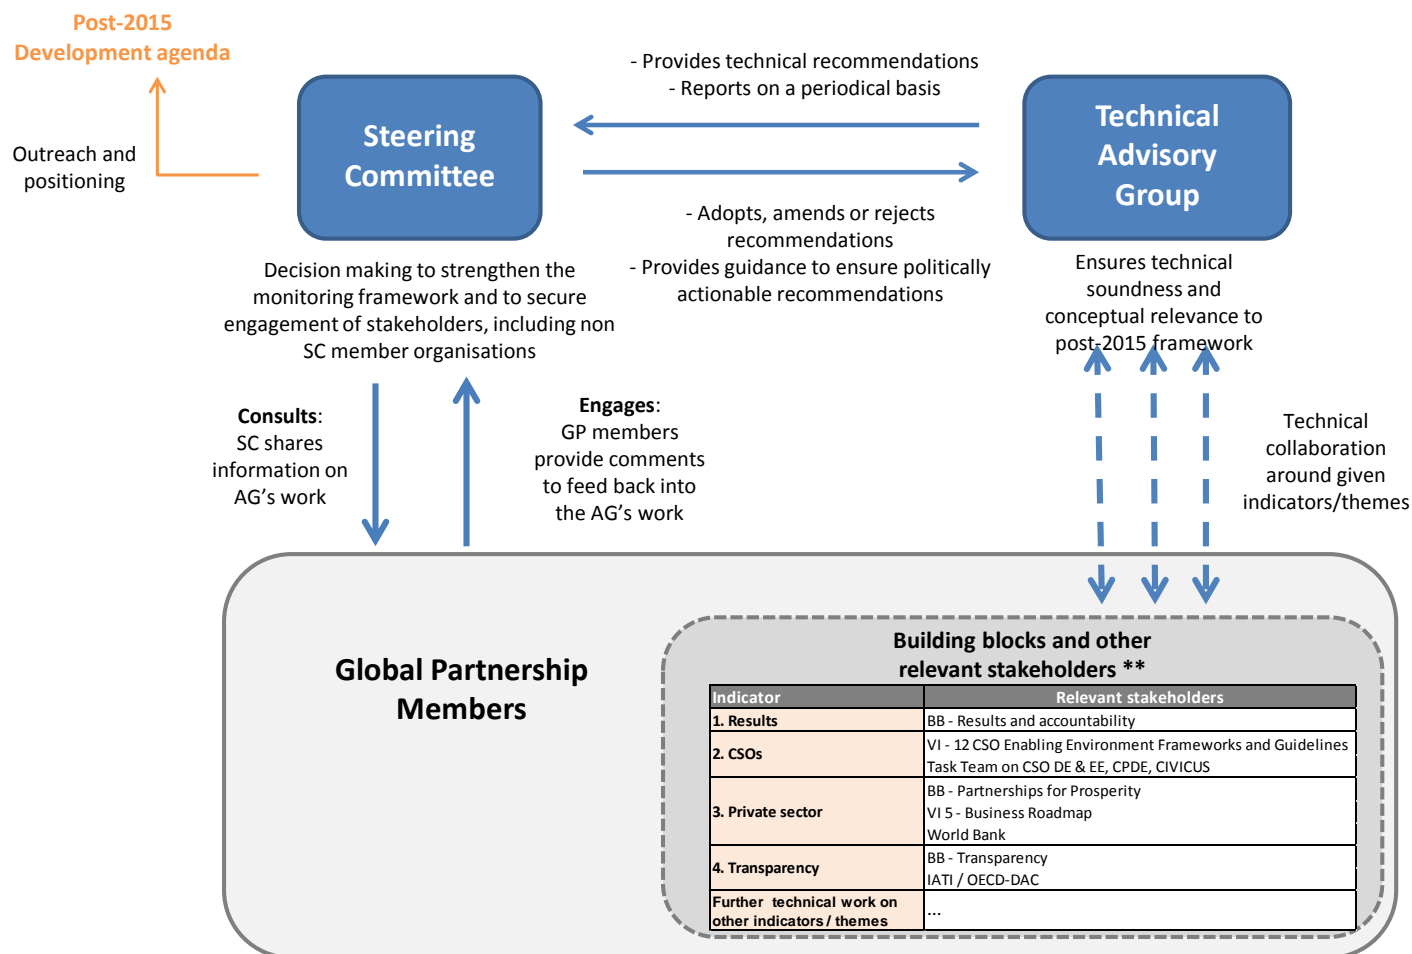 Post-2015
Development agenda
Outreach and
positioning
Steering
Committee
- Provides technical recommendations
- Reports on a periodical basis
Technical
Advisory
Group
- Adopts, amends or rejects
recommendations
- Provides guidance to ensure politically
actionable recommendations
Decision making to strengthen the
monitoring framework and to secure
engagement of stakeholders, including non
SC member organisations
Ensures technical
soundness and
conceptual relevance to
post-2015 framework
Consults:
SC shares
information on
AG's work
Engages:
GP members
provide comments
to feed back into
the AG's work
Technical
collaboration
around given
indicators/themes
Global Partnership
Members
Building blocks and other
relevant stakeholders **
Indicator Relevant stakeholders
1. Results BB - Results and accountability
2. CSOs
VI - 12 CSO Enabling Environment Frameworks and Guidelines
Task Team on CSO DE & EE, CPDE, CIVICUS
3. Private sector
BB - Partnerships for Prosperity
VI 5 - Business Roadmap
World Bank
4. Transparency
BB - Transparency
IATI / OECD-DAC
Further technical work on
other indicators / themes
...